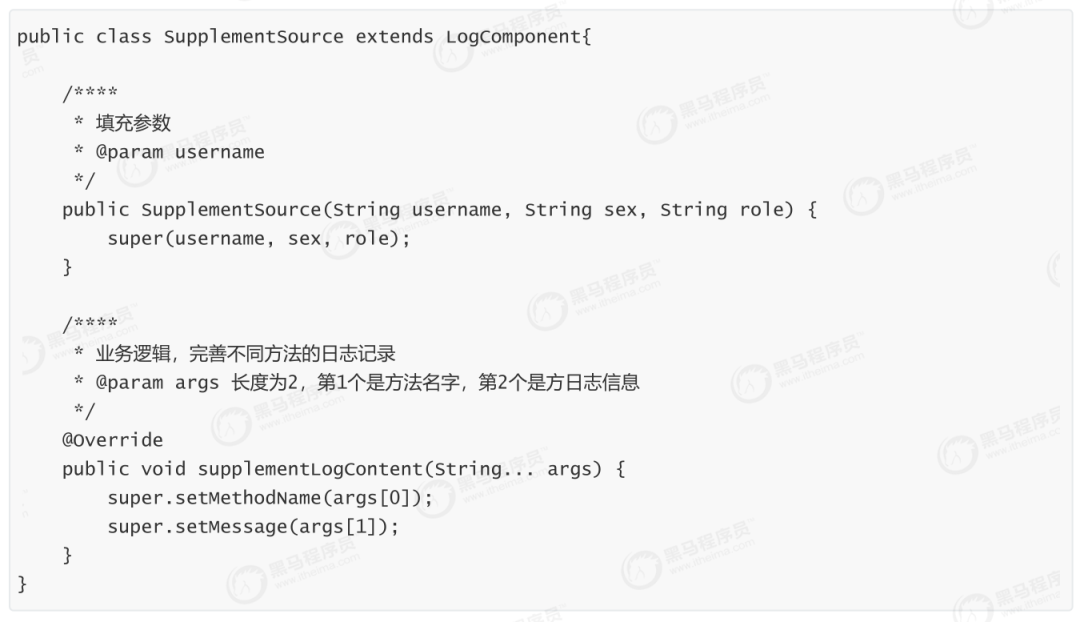 public class SupplementSource extends LogComponent{
/****
* 填充参数
* @param username
*/
public SupplementSource(String username, String sex, String role) {
super(username, sex, role);
}
/****
* 业务逻辑，完善不同方法的日志记录
* @param args 长度为2，第1个是方法名字，第2个是方日志信息
*/
@Override
public void supplementLogContent(String... args) {
super.setMethodName(args[0]);
super.setMessage(args[1]);
}
}
黑马程序员
www.itheima.com